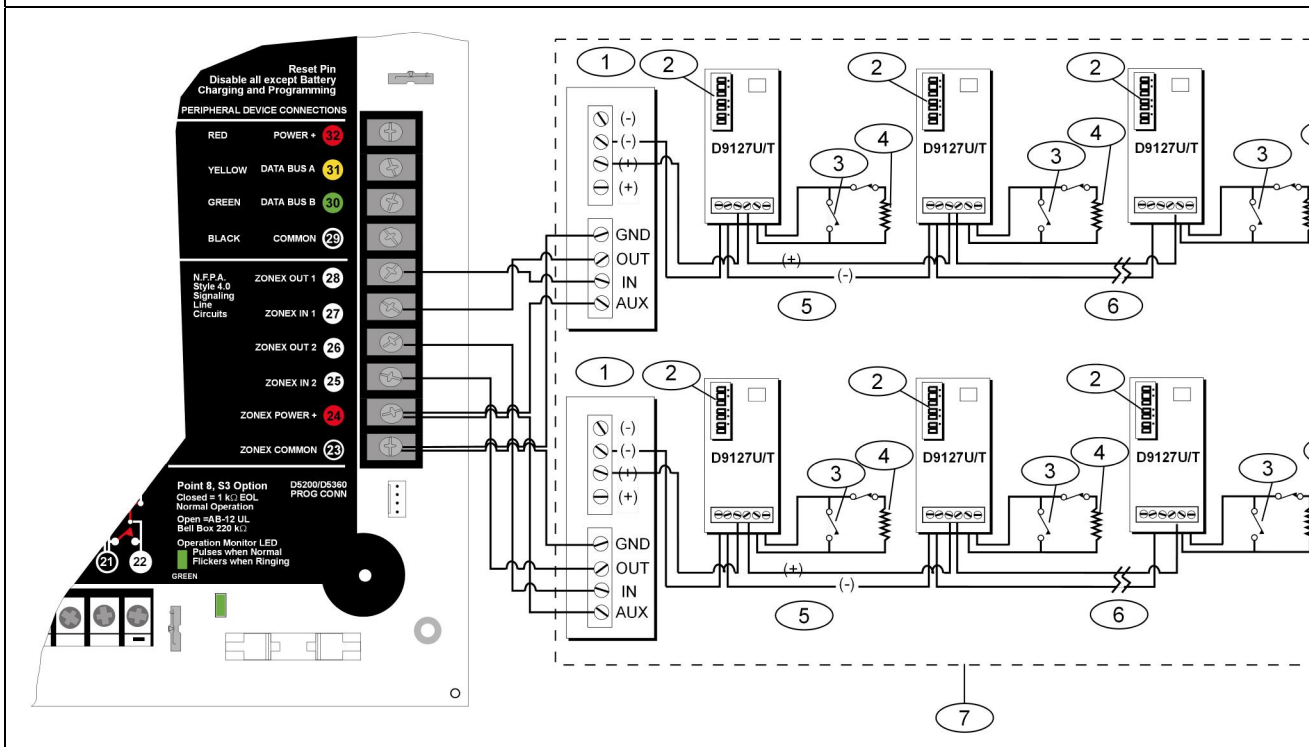 Reset Pin
Disable all except Battery
Charging and Programming
PERIPHERAL DEVICE CONNECTIONS
RED POWER + 32
YELLOW DATA BUS A 31
GREEN DATA BUS B 30
BLACK COMMON 29
N.F.P.A.
Style 4.0
Signaling
Line
Circuits
ZONEX OUT 1 28
ZONEX IN 1 27
ZONEX OUT 2 26
ZONEX IN 2 25
ZONEX POWER + 24
ZONEX COMMON 23
Point 8, S3 Option
Closed = 1 kΩ EOL
Normal Operation
Open =AB-12 UL
Bell Box 220 kΩ
D5200/D5360
PROG CONN
Operation Monitor LED
Pulses when Normal
Flickers when Ringing
GREEN
21 22
1
(-)
(-)
(+)
(+)
GND
OUT
IN
AUX
2
D9127U/T
3
4
2
D9127U/T
3
4
2
D9127U/T
3
(+)
(-)
5
6
1
(-)
(-)
(+)
(+)
GND
OUT
IN
AUX
2
D9127U/T
3
4
2
D9127U/T
3
4
2
D9127U/T
3
(+)
(-)
5
6
7